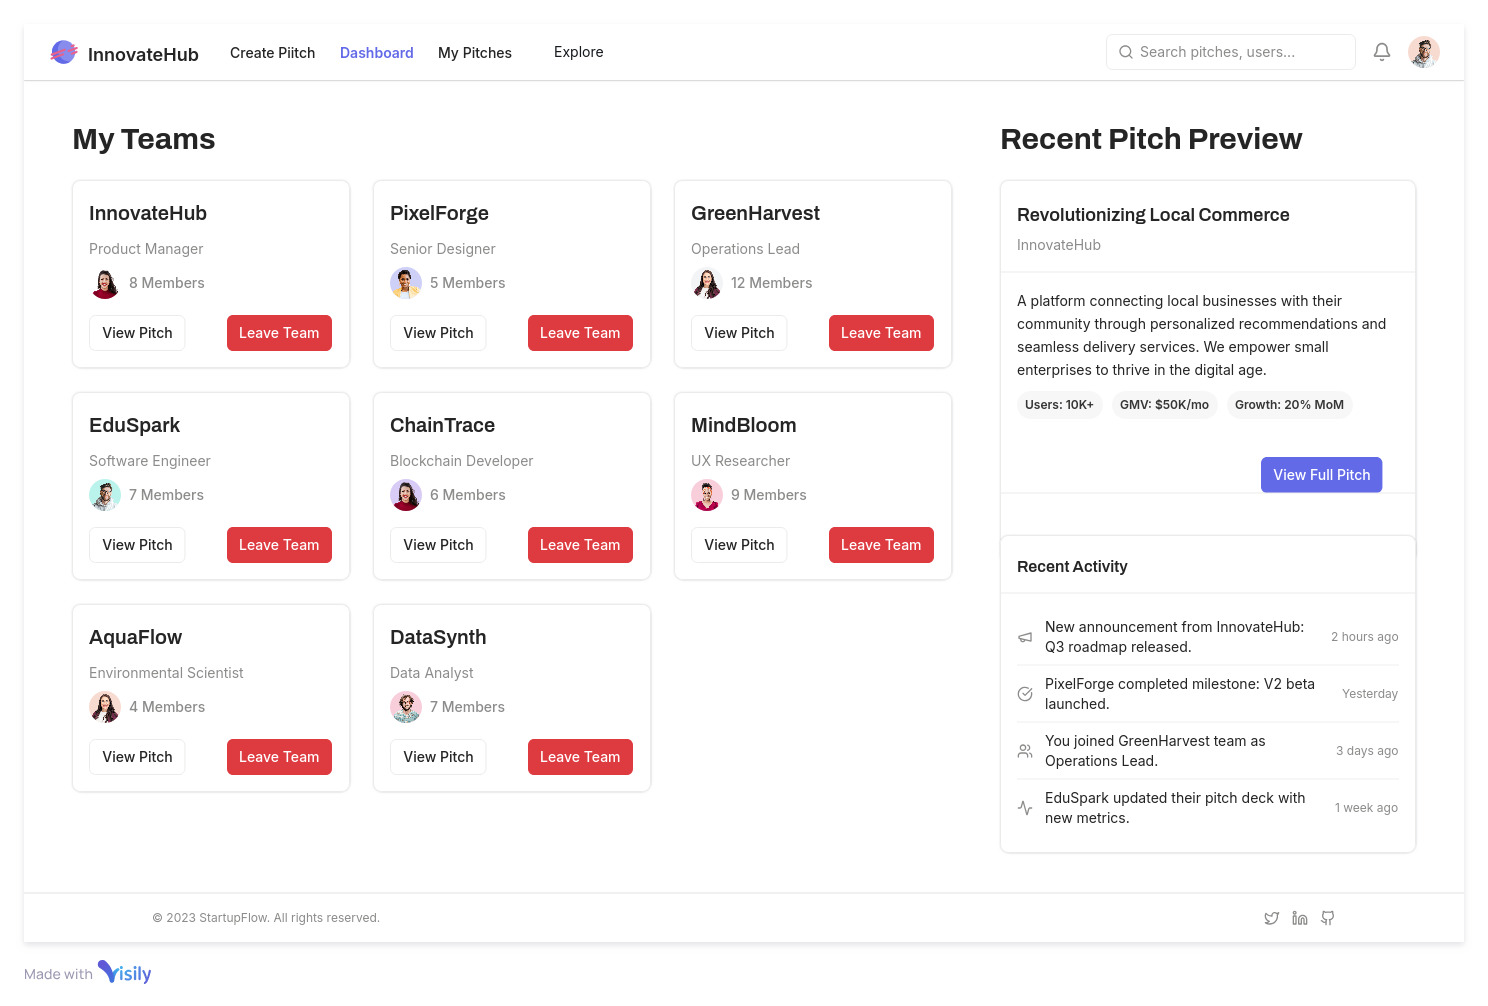 InnovateHub
Create Piitch
Dashboard
My Pitches
Explore
Search pitches, users...
My Teams
InnovateHub
Product Manager
8 Members
View Pitch
Leave Team
PixelForge
Senior Designer
5 Members
View Pitch
Leave Team
GreenHarvest
Operations Lead
12 Members
View Pitch
Leave Team
EduSpark
Software Engineer
7 Members
View Pitch
Leave Team
ChainTrace
Blockchain Developer
6 Members
View Pitch
Leave Team
MindBloom
UX Researcher
9 Members
View Pitch
Leave Team
AquaFlow
Environmental Scientist
4 Members
View Pitch
Leave Team
DataSynth
Data Analyst
7 Members
View Pitch
Leave Team
Recent Pitch Preview
Revolutionizing Local Commerce
InnovateHub
A platform connecting local businesses with their
community through personalized recommendations and
seamless delivery services. We empower small
enterprises to thrive in the digital age.
Users: 10K+
GMV: $50K/mo
Growth: 20% MoM
View Full Pitch
Recent Activity
New announcement from InnovateHub:
Q3 roadmap released.
2 hours ago
PixelForge completed milestone: V2 beta
launched.
Yesterday
You joined GreenHarvest team as
Operations Lead.
3 days ago
EduSpark updated their pitch deck with
new metrics.
1 week ago
© 2023 StartupFlow. All rights reserved.
Made with Visily